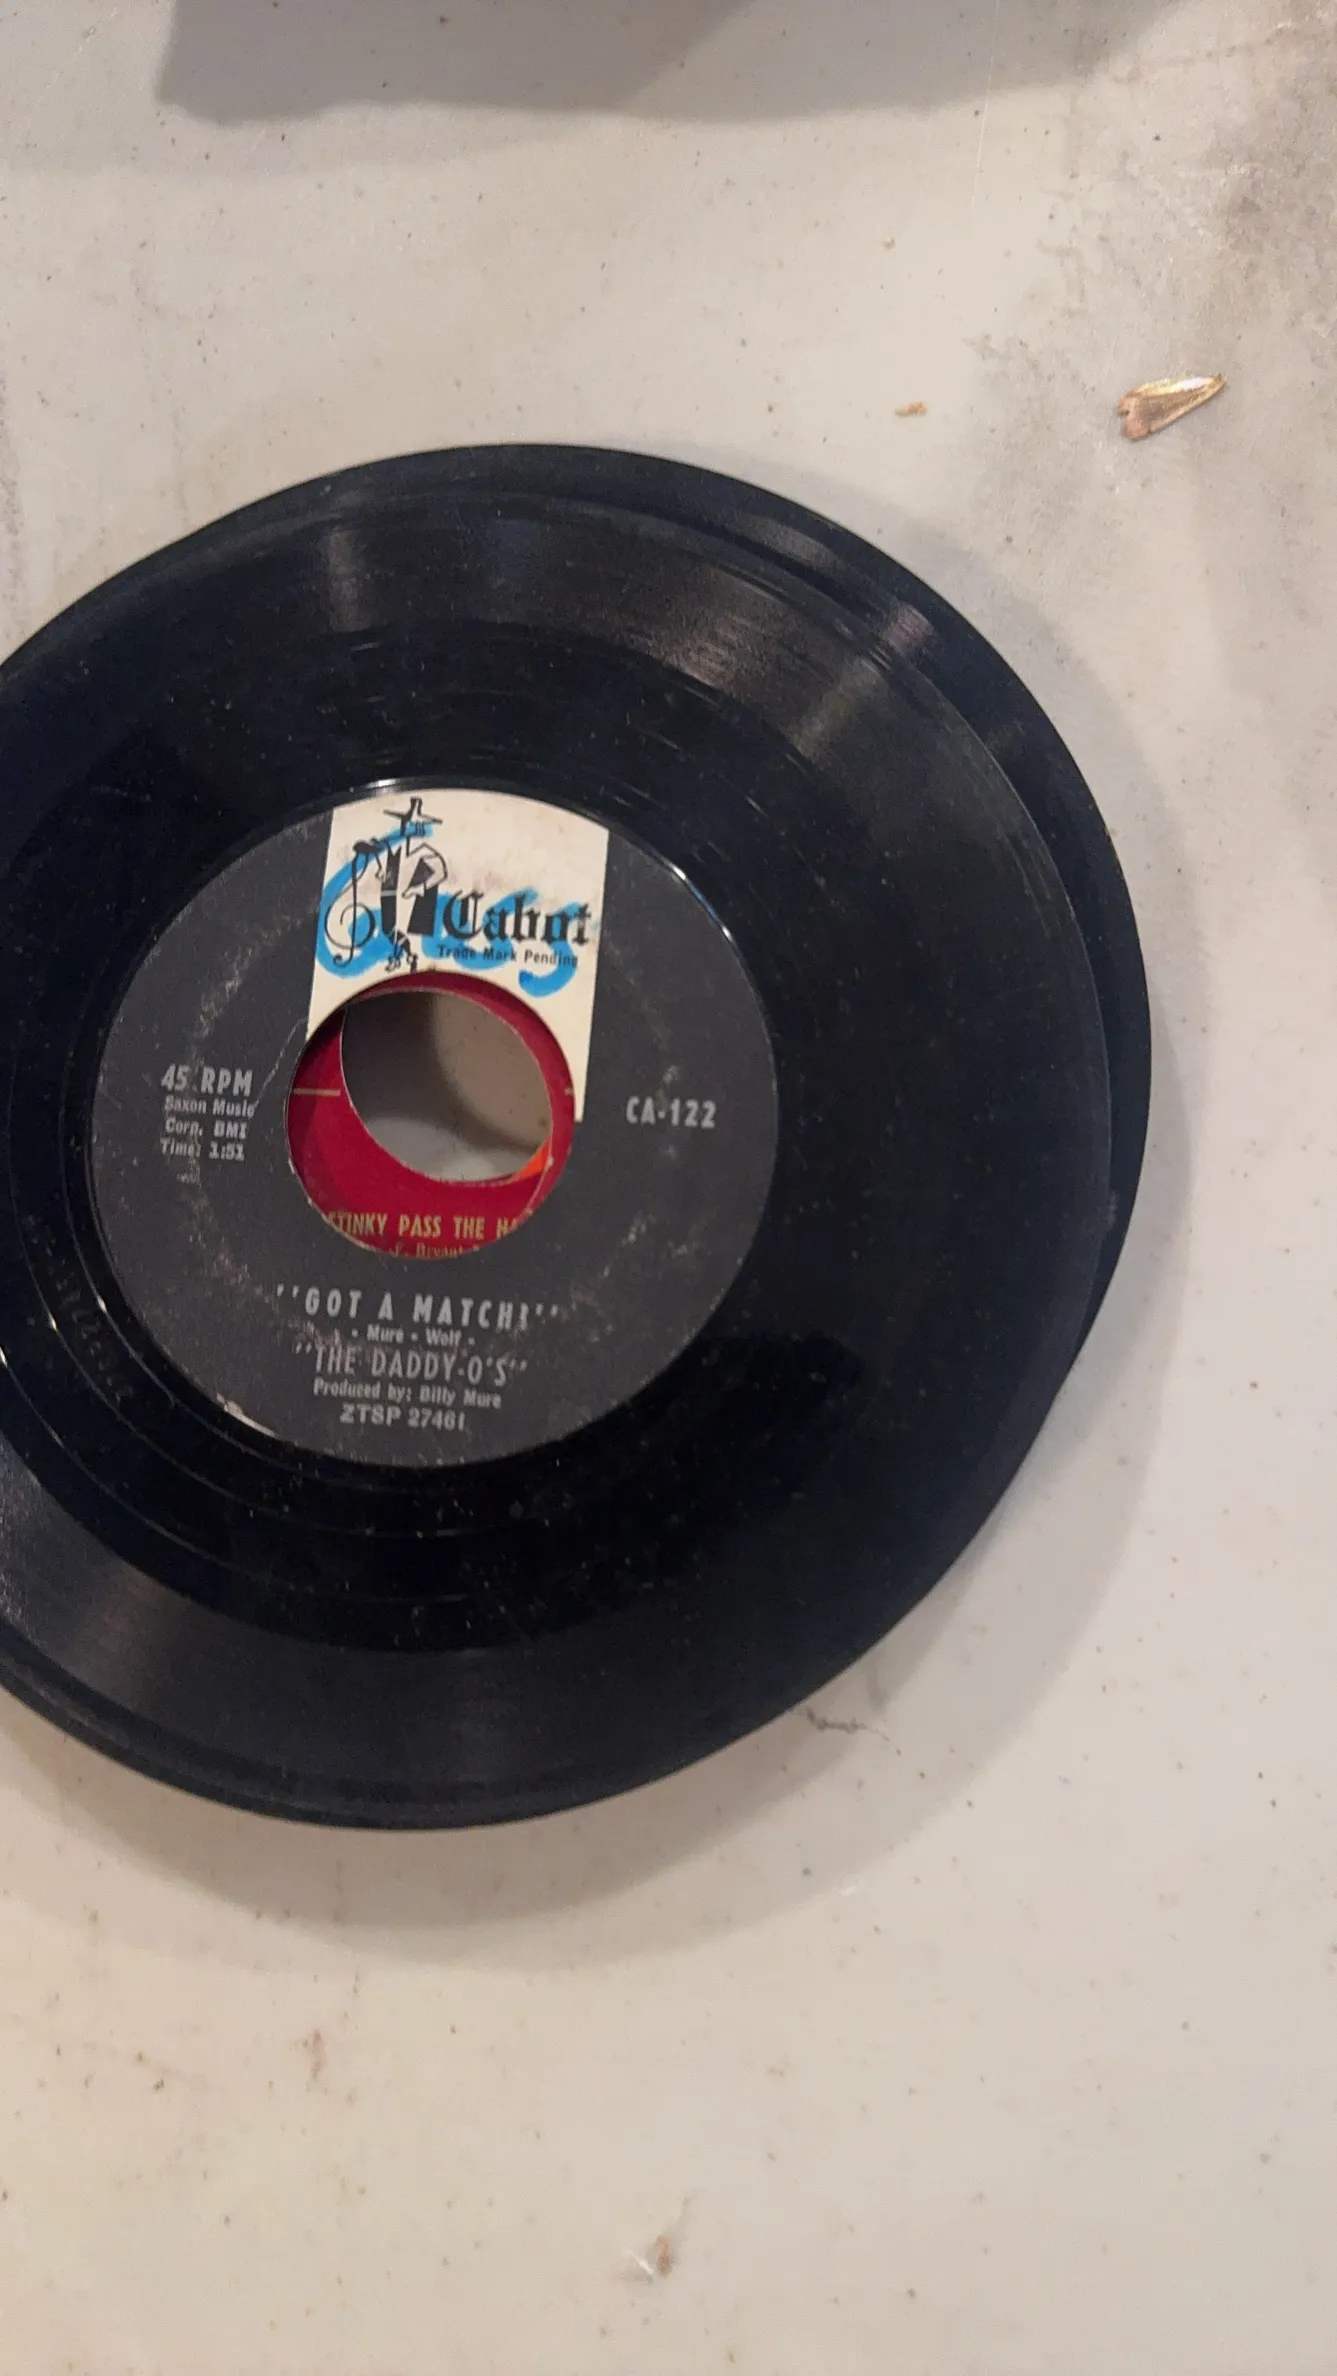 Cabot
Trade Mark Pending
45 RPM
Saxon Music
Corp. BMI
Time: 1:51
CA-122
STINKY PASS THE
Bryant
"GOT A MATCH?"
- Mure - Wolf -
"THE DADDY-O'S"
Produced by: Billy Mure
ZTSP 27461